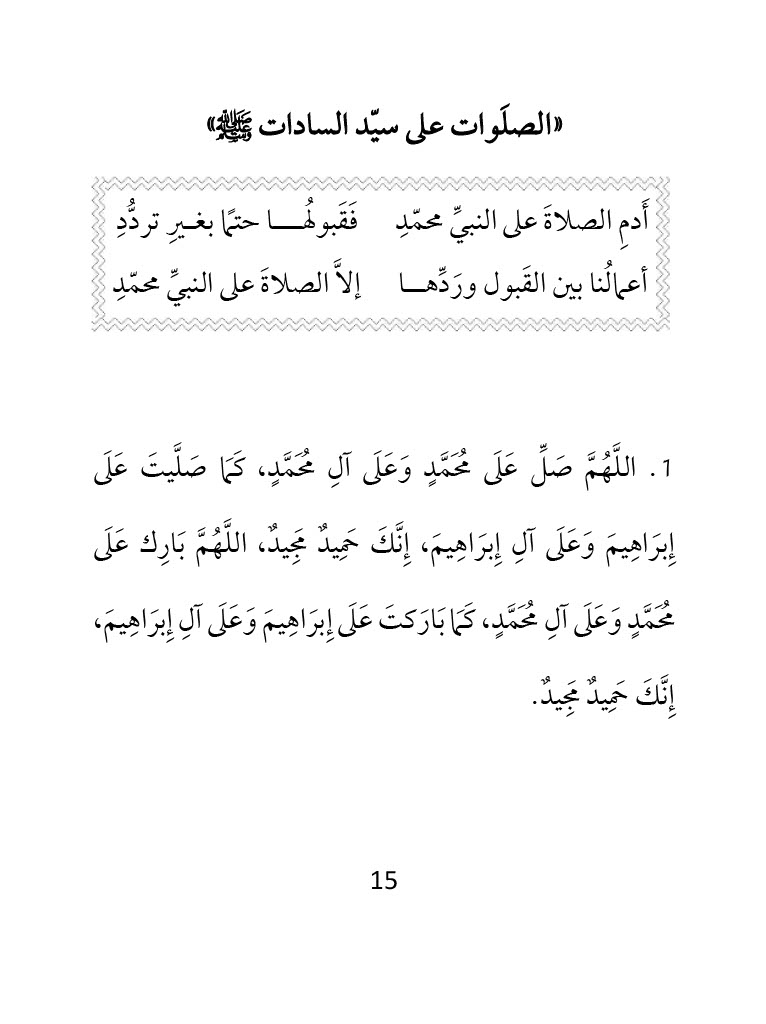 «الصلَوات على سيّد السادات ﷺ»
أَدمِ الصلاةَ على النبيِّ محمّدِ فَقَبولُهـــا حتمًا بغـيرِ تردُّدِ
أعمالُنا بين القَبول ورَدِّهـــا إلاَّ الصلاةَ على النبيِّ محمّدِ
1. اللَّهُمَّ صَلِّ عَلَى مُحَمَّدٍ وَعَلَى آلِ مُحَمَّدٍ، كَمَا صَلَّيتَ عَلَى
إِبرَاهِيمَ وَعَلَى آلِ إِبرَاهِيمَ، إِنَّكَ حَمِيدٌ مَجِيدٌ، اللَّهُمَّ بَارِك عَلَى
مُحَمَّدٍ وَعَلَى آلِ مُحَمَّدٍ، كَمَا بَارَكتَ عَلَى إِبرَاهِيمَ وَعَلَى آلِ إِبرَاهِيمَ،
إِنَّكَ حَمِيدٌ مَجِيدٌ.
15